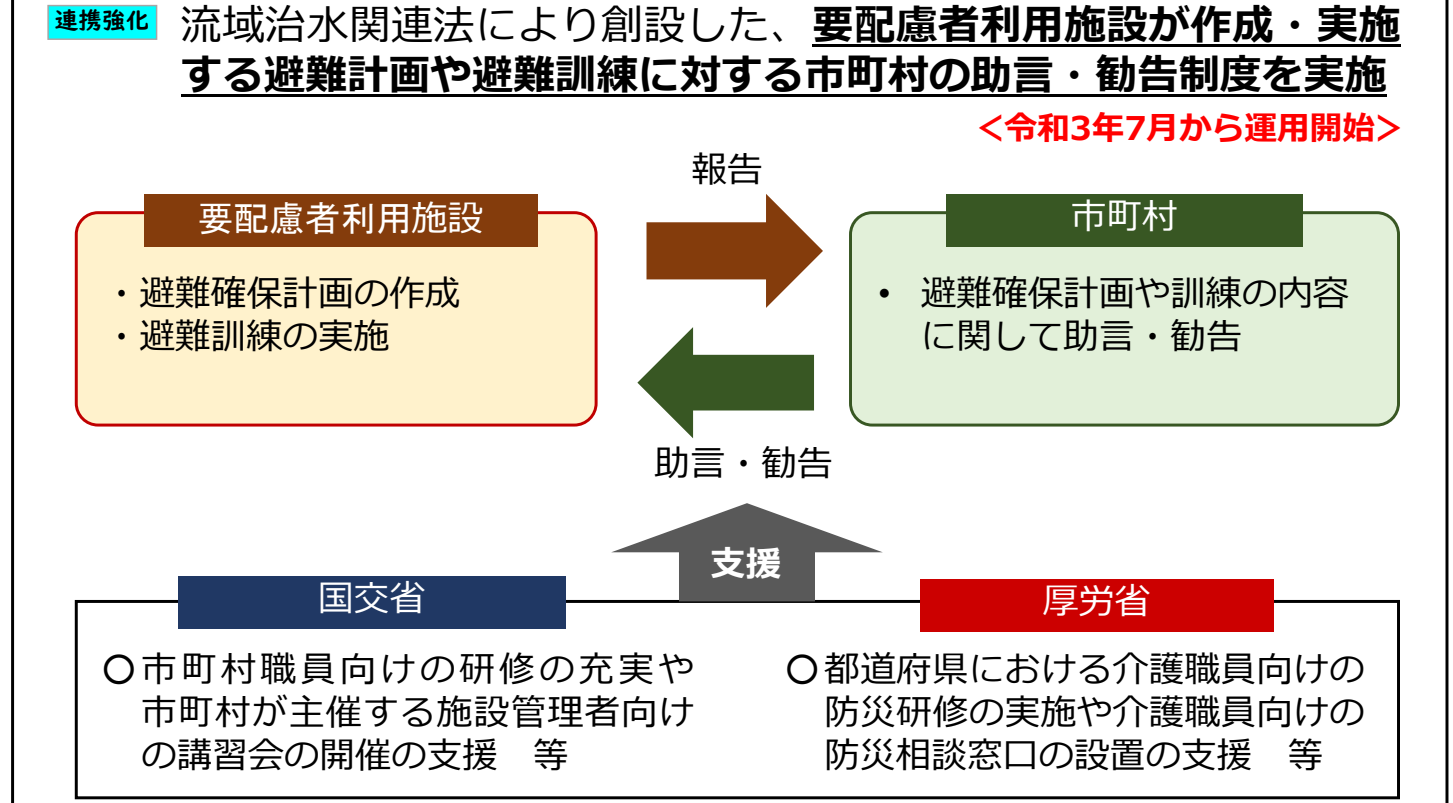 連携強化
流域治水関連法により創設した、要配慮者利用施設が作成・実施
する避難計画や避難訓練に対する市町村の助言・勧告制度を実施
<令和3年7月から運用開始>
報告
要配慮者利用施設
・避難確保計画の作成
・避難訓練の実施
市町村
• 避難確保計画や訓練の内容
に関して助言・勧告
助言・勧告
支援
国交省
〇市町村職員向けの研修の充実や
市町村が主催する施設管理者向け
の講習会の開催の支援　等
厚労省
〇都道府県における介護職員向けの
防災研修の実施や介護職員向けの
防災相談窓口の設置の支援　等